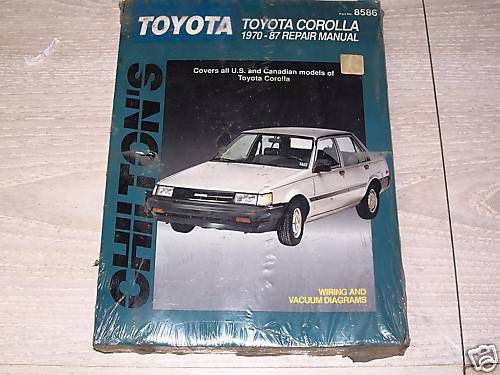 TOYOTA
TOYOTA COROLLA
1970-87 REPAIR MANUAL
Part No. 8586
Covers all U.S. and Canadian models of
Toyota Corolla
CHILTON'S
WIRING AND
VACUUM DIAGRAMS